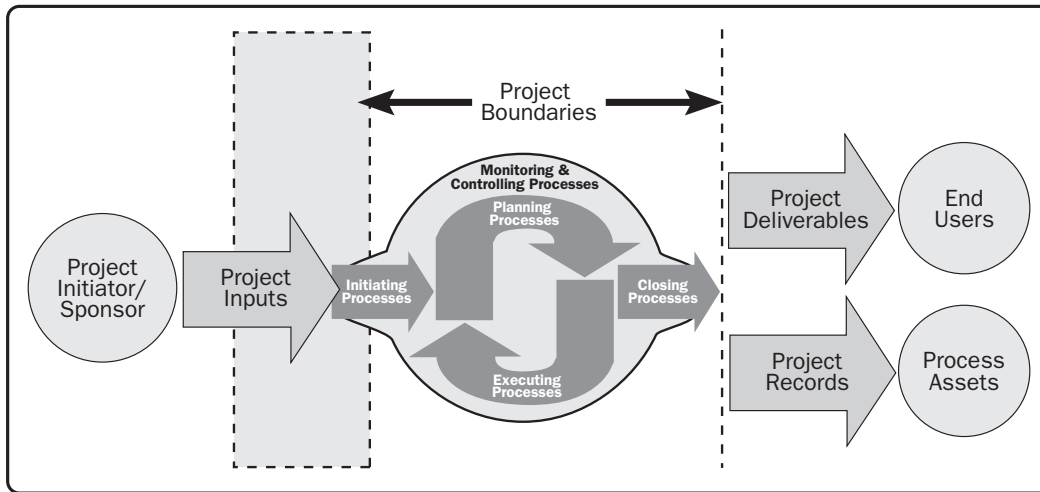 Project
Boundaries
Monitoring &
Controlling Processes
Planning
Processes
Project
Initiator/
Sponsor
Project
Inputs
Initiating
Processes
Closing
Processes
Executing
Processes
Project
Deliverables
End
Users
Project
Records
Process
Assets